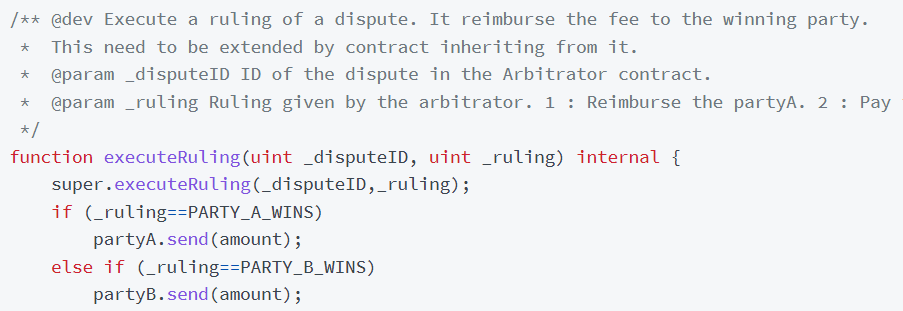 /** @dev Execute a ruling of a dispute. It reimburse the fee to the winning party.
 *  This need to be extended by contract inheriting from it.
 *  @param _disputeID ID of the dispute in the Arbitrator contract.
 *  @param _ruling Ruling given by the arbitrator. 1 : Reimburse the partyA. 2 : Pay
 */
function executeRuling(uint _disputeID, uint _ruling) internal {
    super.executeRuling(_disputeID,_ruling);
    if (_ruling==PARTY_A_WINS)
        partyA.send(amount);
    else if (_ruling==PARTY_B_WINS)
        partyB.send(amount);